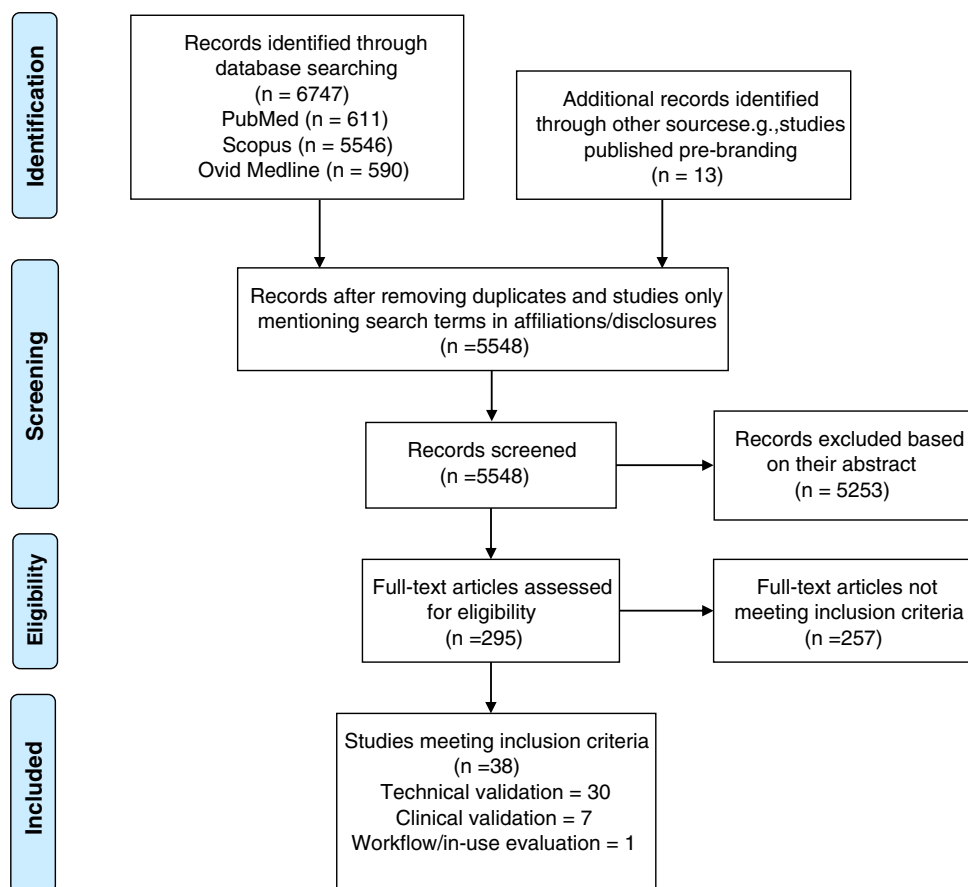 Identification
Records identified through
database searching
(n = 6747)
PubMed (n = 611)
Scopus (n = 5546)
Ovid Medline (n = 590)
Additional records identified
through other sourcese.g.,studies
published pre-branding
(n = 13)
Screening
Records after removing duplicates and studies only
mentioning search terms in affiliations/disclosures
(n =5548)
Records screened
(n =5548)
Records excluded based
on their abstract
(n = 5253)
Eligibility
Full-text articles assessed
for eligibility
(n =295)
Full-text articles not
meeting inclusion criteria
(n =257)
Included
Studies meeting inclusion criteria
(n =38)
Technical validation = 30
Clinical validation = 7
Workflow/in-use evaluation = 1